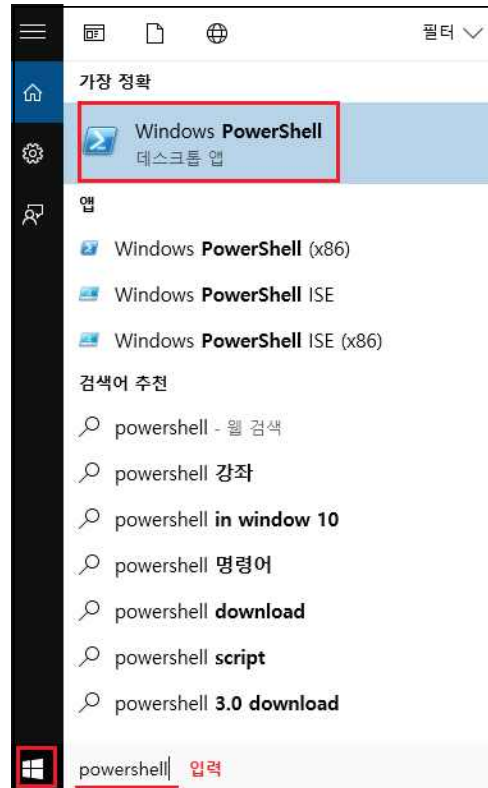 필터
가장 정확
Windows PowerShell
데스크톱 앱
앱
Windows PowerShell (x86)
Windows PowerShell ISE
Windows PowerShell ISE (x86)
검색어 추천
powershell - 웹 검색
powershell 강좌
powershell in window 10
powershell 명령어
powershell download
powershell script
powershell 3.0 download
powershell 입력